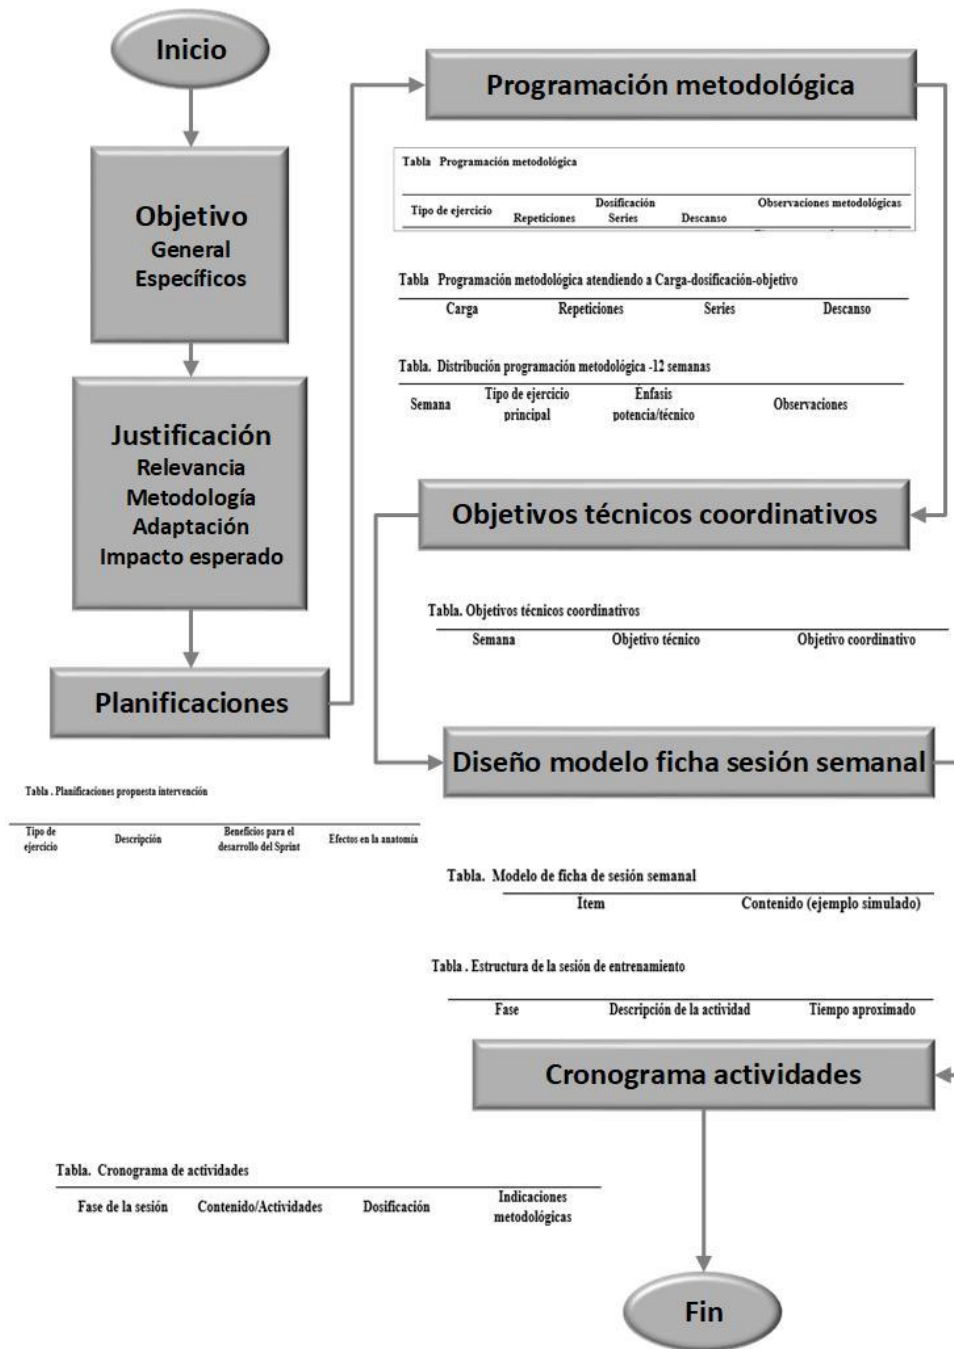 Inicio
Objetivo
General
Específicos
Justificación
Relevancia
Metodología
Adaptación
Impacto esperado
Planificaciones
Tabla . Planificaciones propuesta intervención
Tipo de ejercicio Descripción Beneficios para el desarrollo del Sprint Efectos en la anatomía
Programación metodológica
Tabla Programación metodológica
Dosificación
Tipo de ejercicio Repeticiones Series Descanso Observaciones metodológicas
Tabla Programación metodológica atendiendo a Carga-dosificación-objetivo
Carga Repeticiones Series Descanso
Tabla. Distribución programación metodológica -12 semanas
Semana Tipo de ejercicio principal Énfasis potencia/técnico Observaciones
Objetivos técnicos coordinativos
Tabla. Objetivos técnicos coordinativos
Semana Objetivo técnico Objetivo coordinativo
Diseño modelo ficha sesión semanal
Tabla. Modelo de ficha de sesión semanal
Ítem Contenido (ejemplo simulado)
Tabla . Estructura de la sesión de entrenamiento
Fase Descripción de la actividad Tiempo aproximado
Cronograma actividades
Tabla. Cronograma de actividades
Fase de la sesión Contenido/Actividades Dosificación Indicaciones metodológicas
Fin